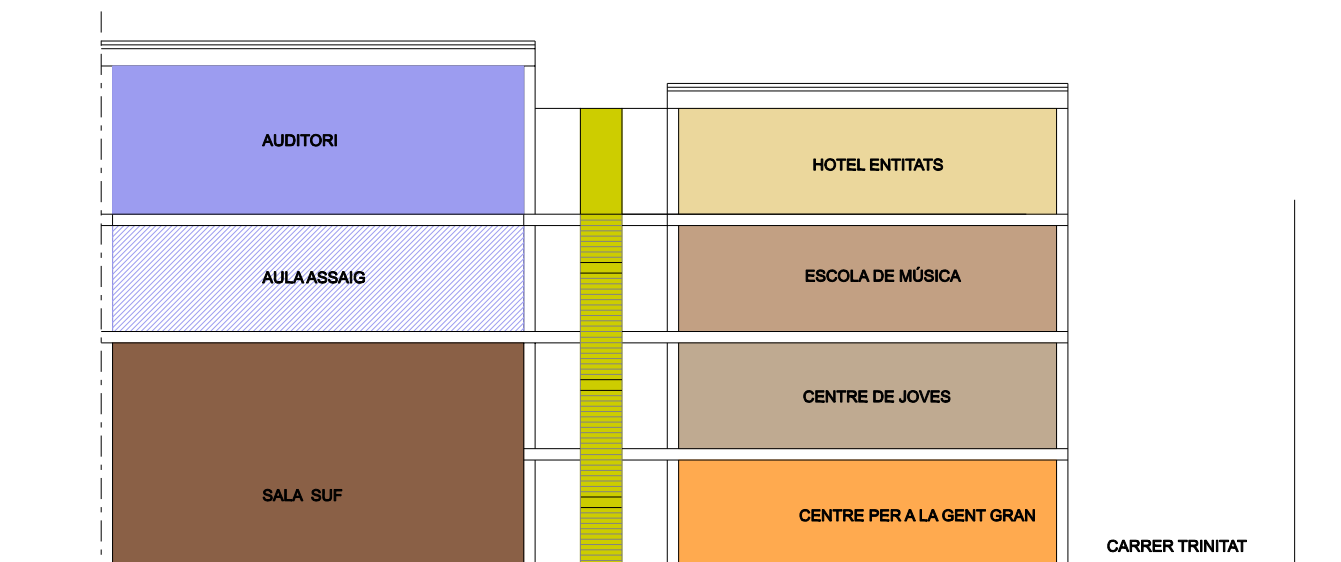 AUDITORI
HOTEL ENTITATS
AULA ASSAIG
ESCOLA DE MÚSICA
CENTRE DE JOVES
SALA SUF
CENTRE PER A LA GENT GRAN
CARRER TRINITAT